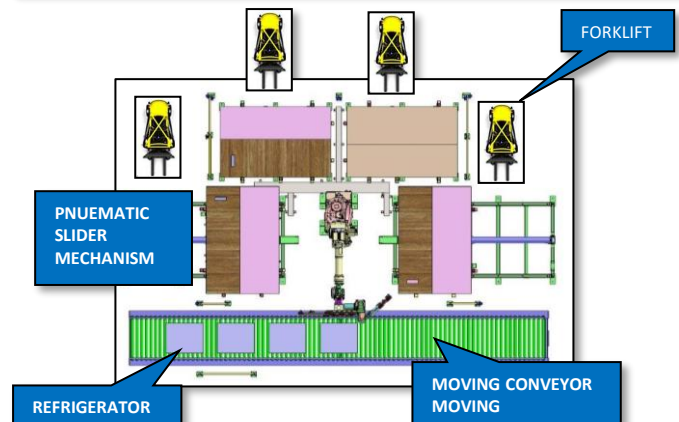 FORKLIFT
PNUEMATIC
SLIDER
MECHANISM
REFRIGERATOR
MOVING CONVEYOR
MOVING